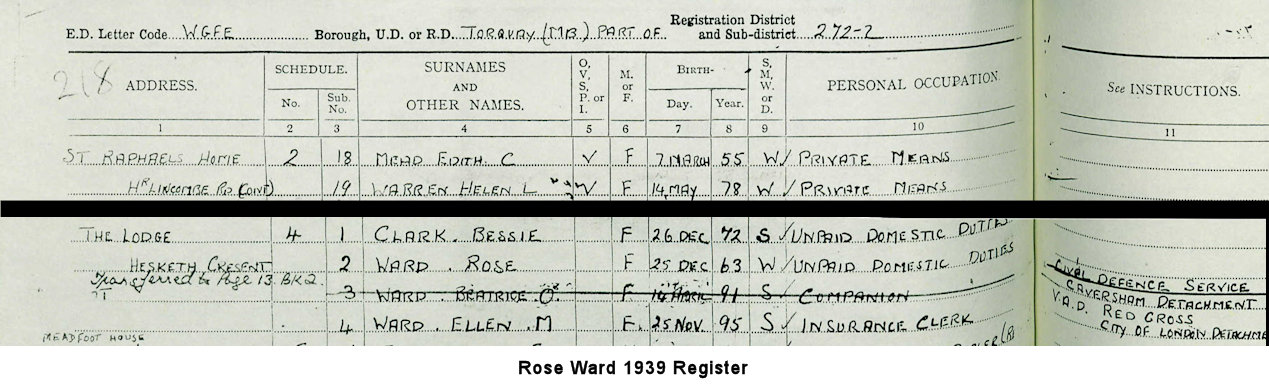 E.D. Letter Code WGFE Borough, U.D. or R.D. TORQUAY (MB) PART OF Registration District and Sub-district 272-2
218
ADDRESS. SCHEDULE. No. Sub. No. SURNAMES AND OTHER NAMES. O, V, S, P. or I. M. or F. BIRTH- Day. Year. S, M, W. or D. PERSONAL OCCUPATION. See INSTRUCTIONS.
1 2 3 4 5 6 7 8 9 10 11
ST RAPHAELS HOME 2 18 MEAD EDITH C V F 7 MARCH 55 W PRIVATE MEANS
Hr LINCOMBE RD (CONT) 19 WARREN HELEN L V F 14 MAY 78 W PRIVATE MEANS
THE LODGE 4 1 CLARK. BESSIE F 26 DEC 72 S UNPAID DOMESTIC DUTIES
HESKETH CRESENT 2 WARD. ROSE F 25 DEC 63 W UNPAID DOMESTIC DUTIES
Transferred to Page 13 BK 2. 3 WARD. BEATRICE O. F 14 APRIL 91 S COMPANION CIVIL DEFENCE SERVICE
CAVERSHAM DETACHMENT
4 WARD. ELLEN. M F. 25 NOV. 95 S INSURANCE CLERK V.A.D. RED CROSS
CITY OF LONDON DETACHME
MEADFOOT HOUSE
Rose Ward 1939 Register